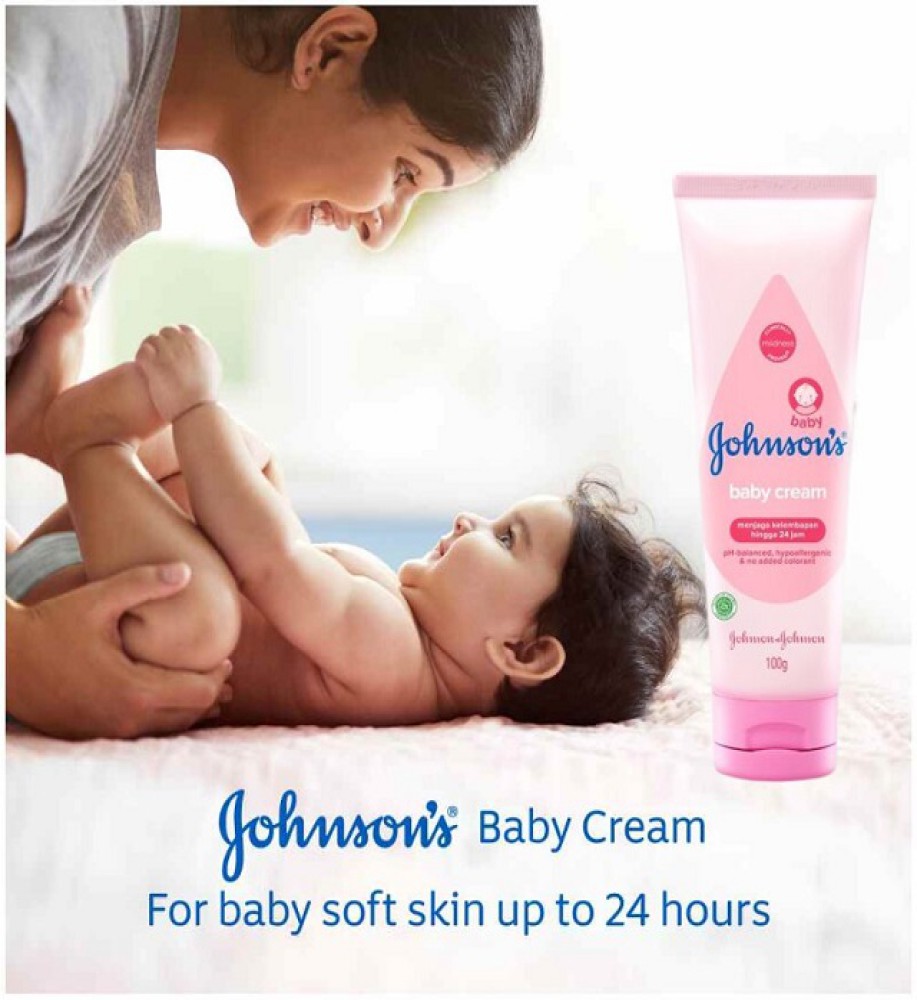 mildness
baby
Johnson's®
baby cream
menjaga kelembapan
hingga 24 jam
pH-balanced, hypoallergenic
& no added colorant
Johnson & Johnson
100g
Johnson's® Baby Cream
For baby soft skin up to 24 hours